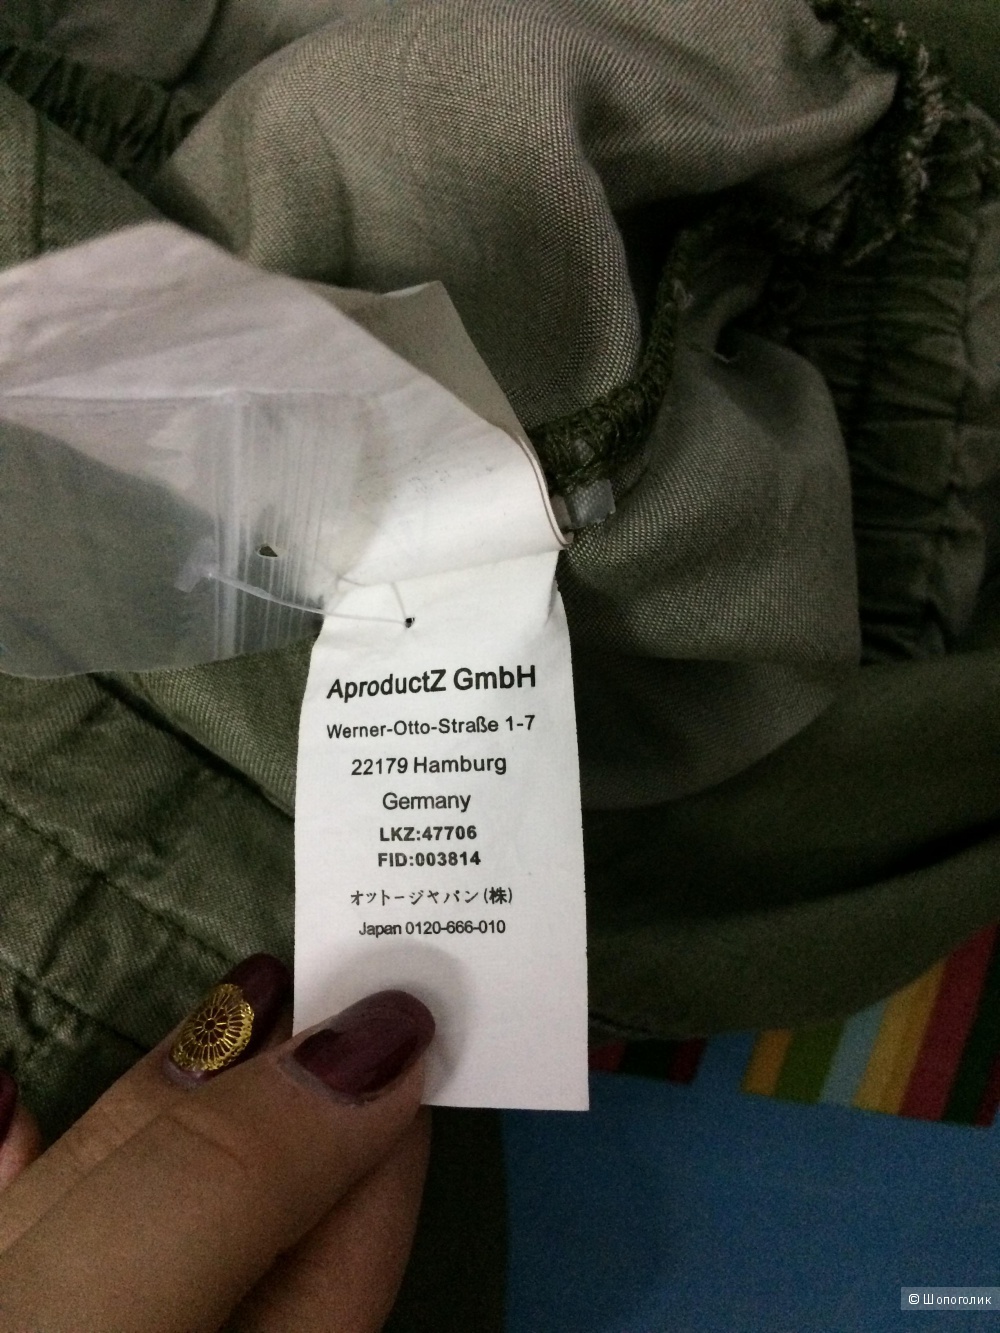 AproductZ GmbH
Werner-Otto-Straße 1-7
22179 Hamburg
Germany
LKZ:47706
FID:003814
オットージャパン(株)
Japan 0120-666-010
© Шопоголик